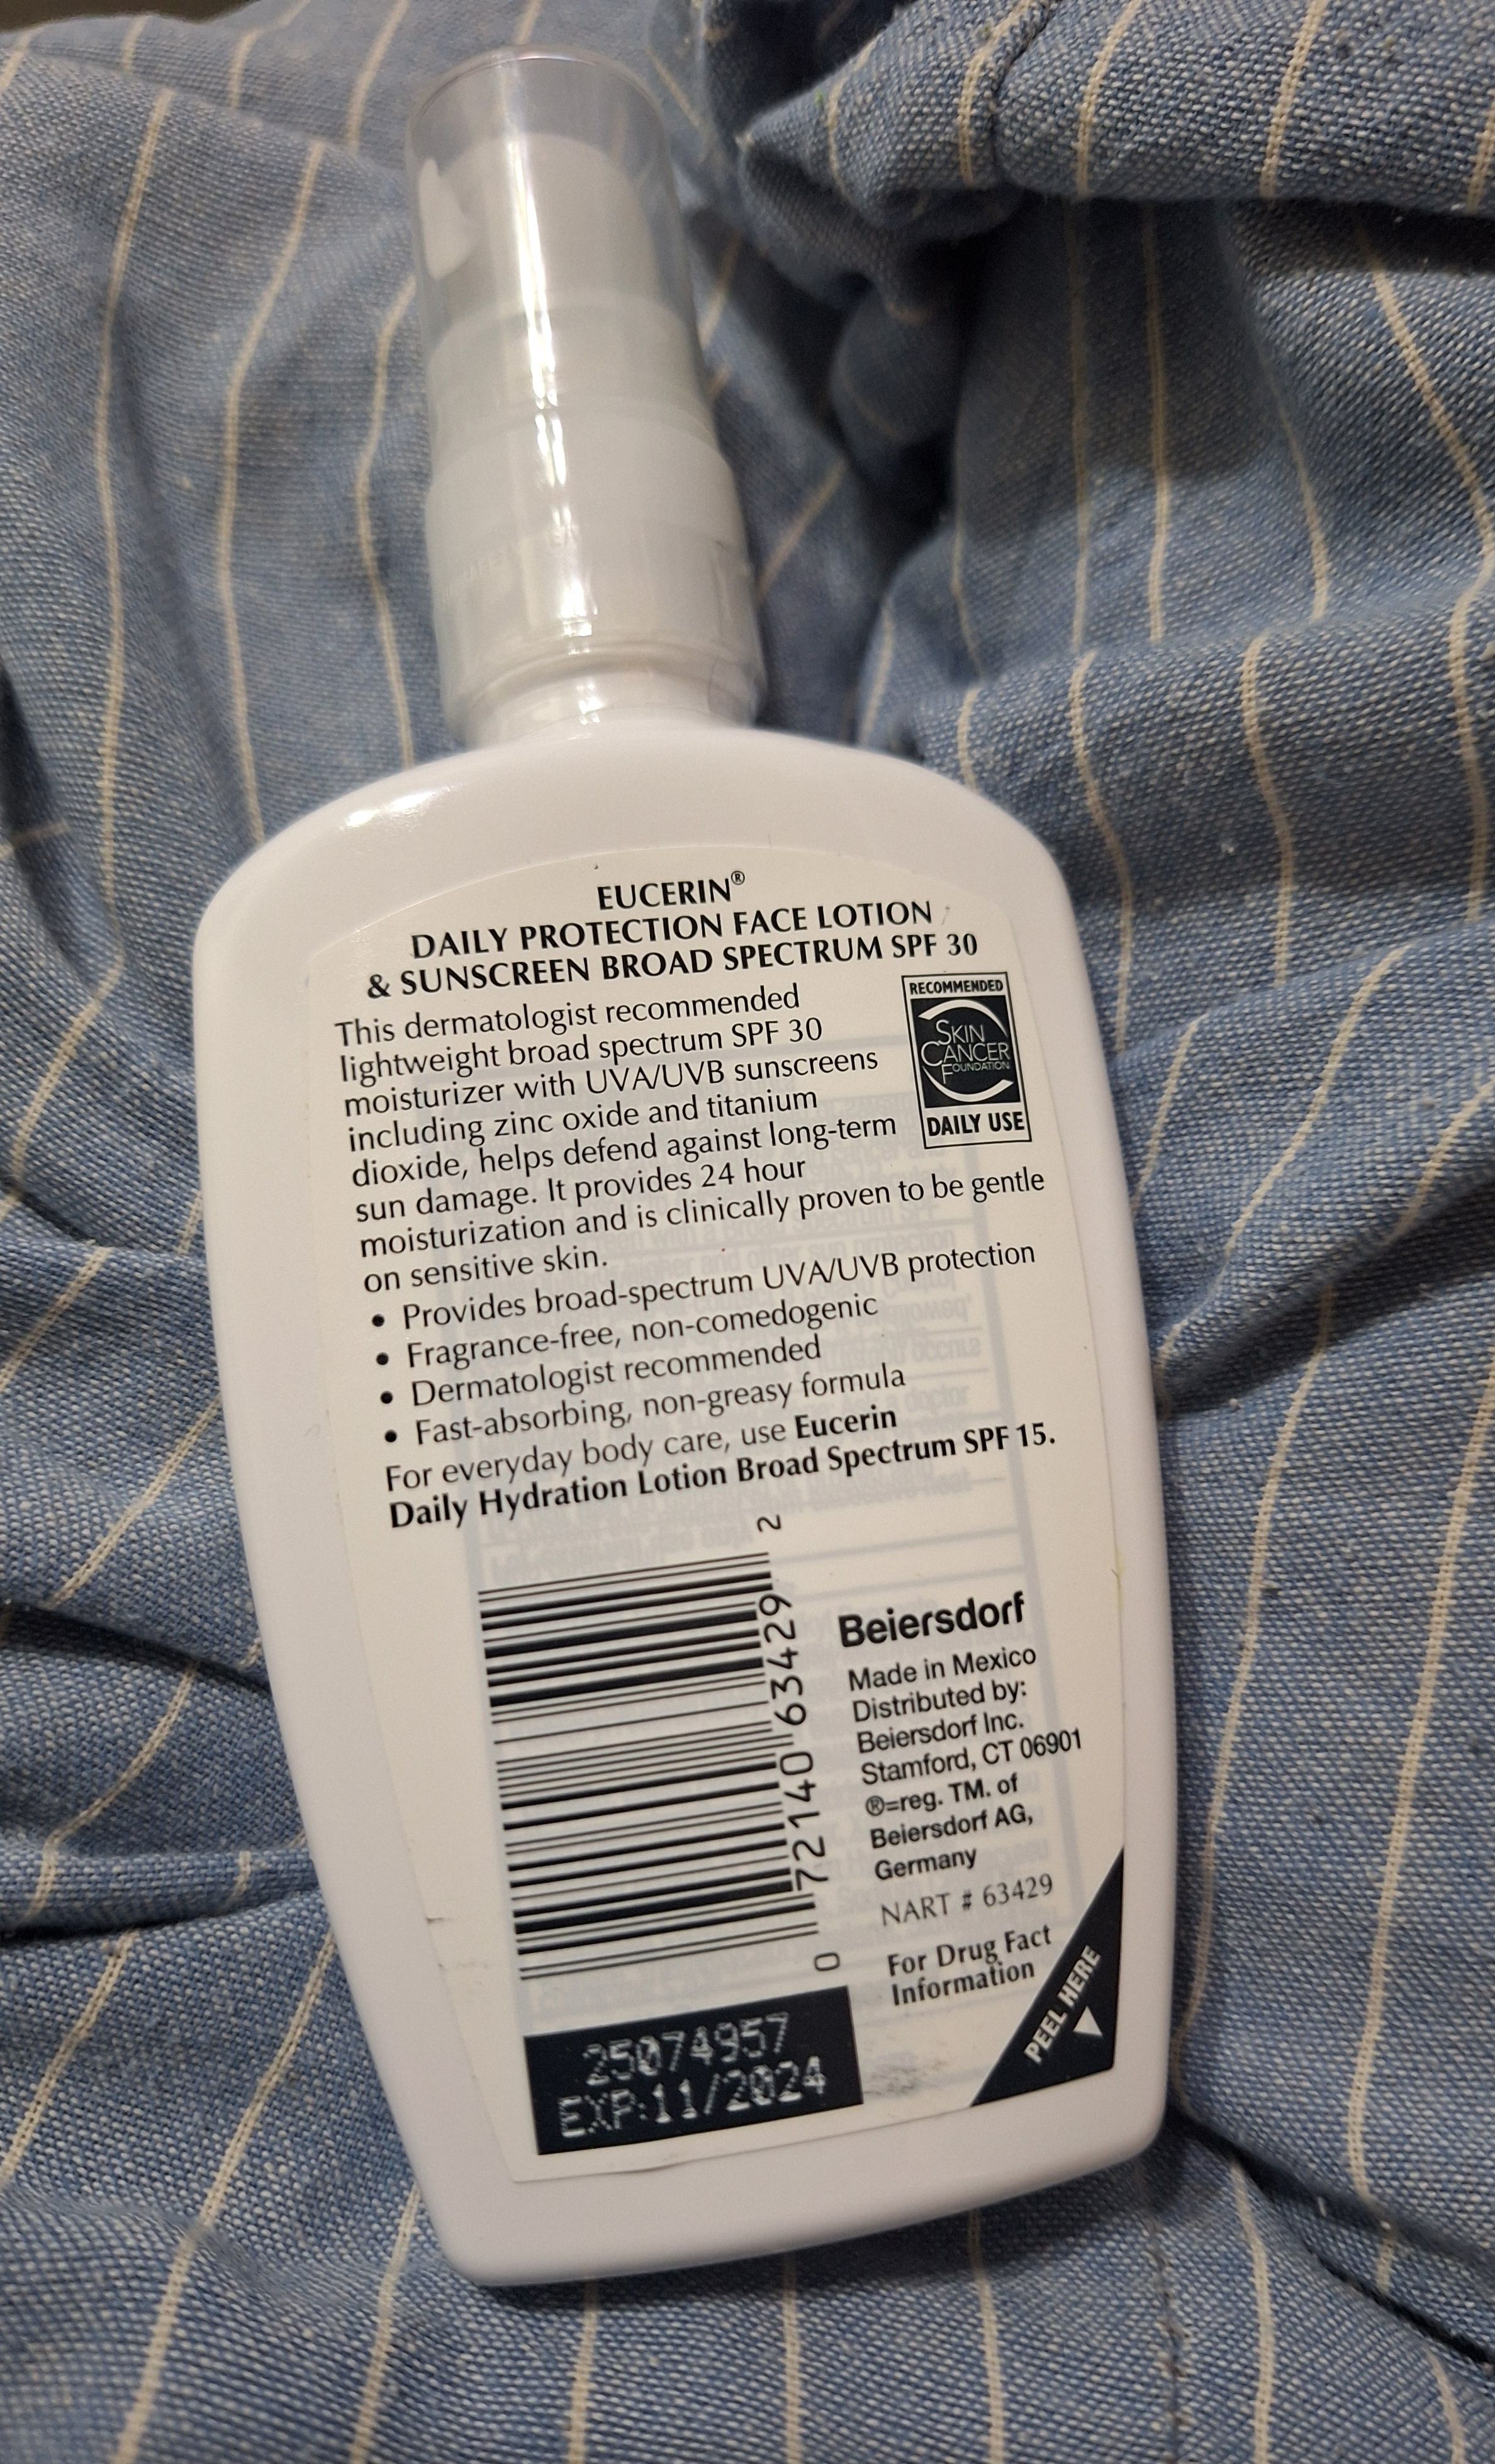 EUCERIN®
DAILY PROTECTION FACE LOTION
& SUNSCREEN BROAD SPECTRUM SPF 30
This dermatologist recommended
lightweight broad spectrum SPF 30
moisturizer with UVA/UVB sunscreens
including zinc oxide and titanium
dioxide, helps defend against long-term
sun damage. It provides 24 hour
moisturization and is clinically proven to be gentle
on sensitive skin.
RECOMMENDED
SKIN
CANCER
FOUNDATION
DAILY USE
• Provides broad-spectrum UVA/UVB protection
• Fragrance-free, non-comedogenic
• Dermatologist recommended
• Fast-absorbing, non-greasy formula
For everyday body care, use Eucerin
Daily Hydration Lotion Broad Spectrum SPF 15.
0 72140 63429 2
Beiersdorf
Made in Mexico
Distributed by:
Beiersdorf Inc.
Stamford, CT 06901
®=reg. TM. of
Beiersdorf AG,
Germany
NART # 63429
For Drug Fact
Information
PEEL HERE
25074957
EXP:11/2024